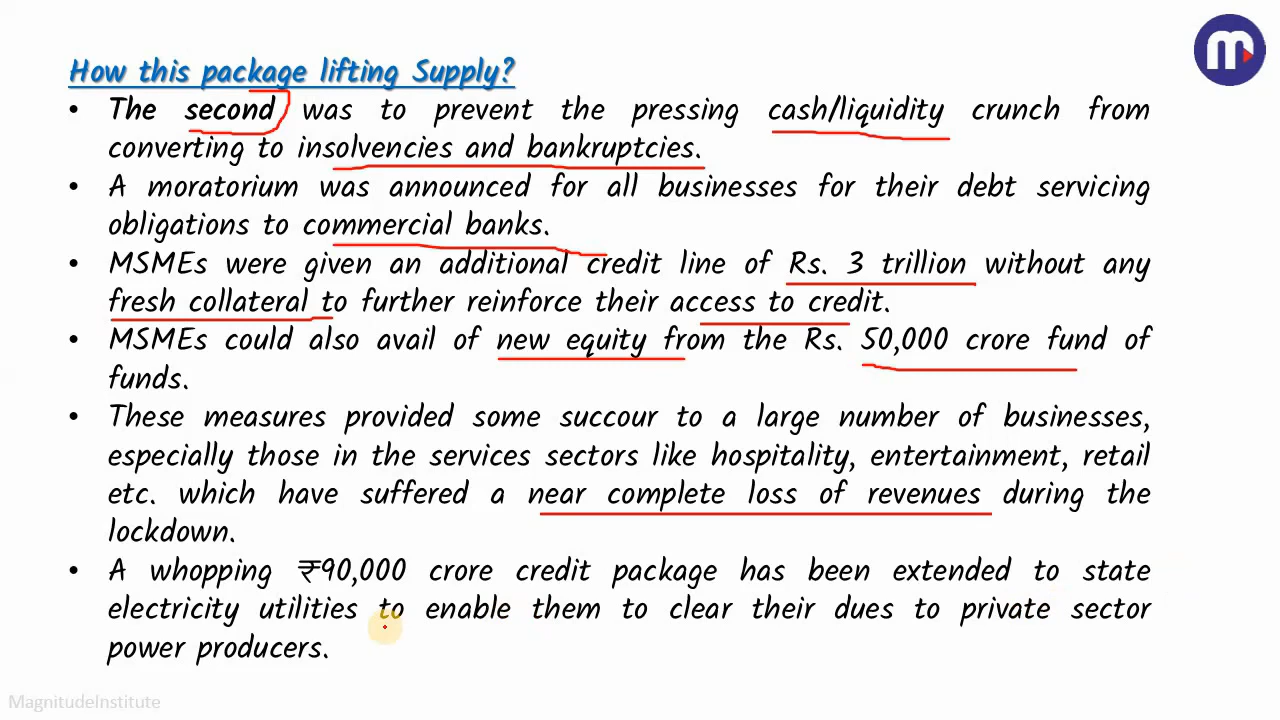 How this package lifting Supply?
• The second was to prevent the pressing cash/liquidity crunch from
converting to insolvencies and bankruptcies.
• A moratorium was announced for all businesses for their debt servicing
obligations to commercial banks.
• MSMEs were given an additional credit line of Rs. 3 trillion without any
fresh collateral to further reinforce their access to credit.
• MSMEs could also avail of new equity from the Rs. 50,000 crore fund of
funds.
• These measures provided some succour to a large number of businesses,
especially those in the services sectors like hospitality, entertainment, retail
etc. which have suffered a near complete loss of revenues during the
lockdown.
• A whopping ₹90,000 crore credit package has been extended to state
electricity utilities to enable them to clear their dues to private sector
power producers.
MagnitudeInstitute